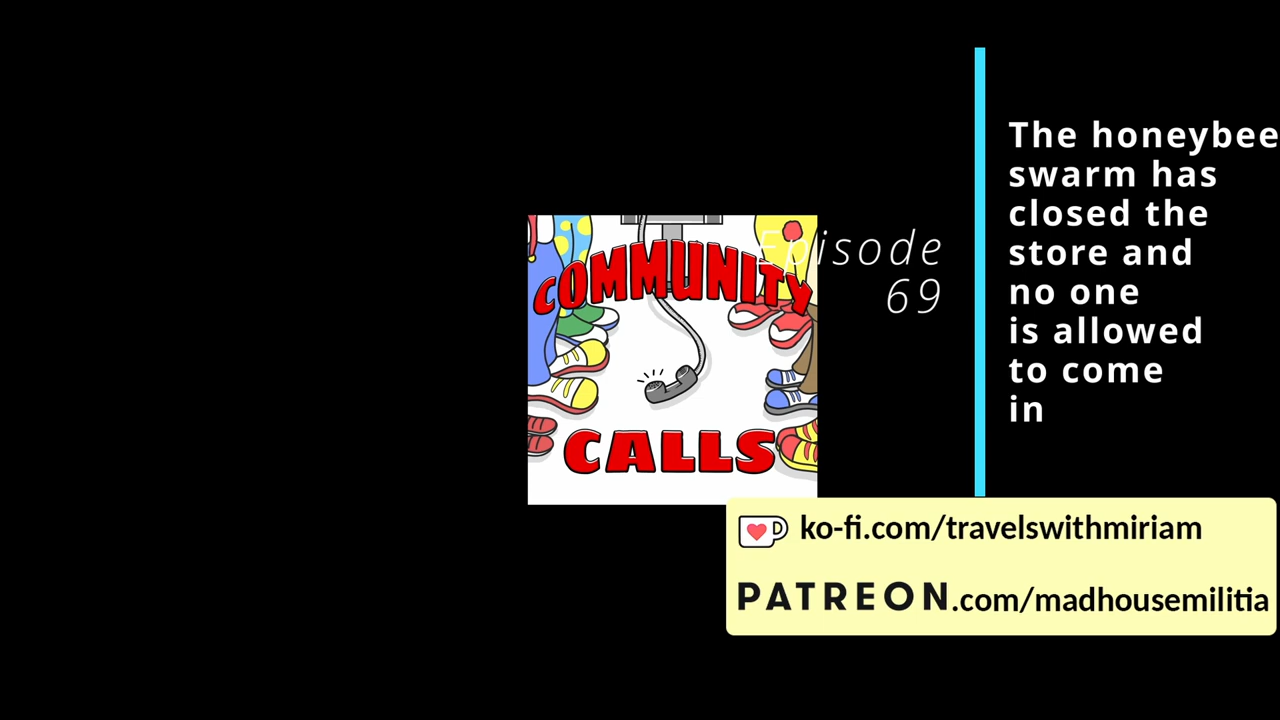 COMMUNITY
CALLS
Episode
69
The honeybee
swarm has
closed the
store and
no one
is allowed
to come
in
ko-fi.com/travelswithmiriam
PATREON.com/madhousemilitia